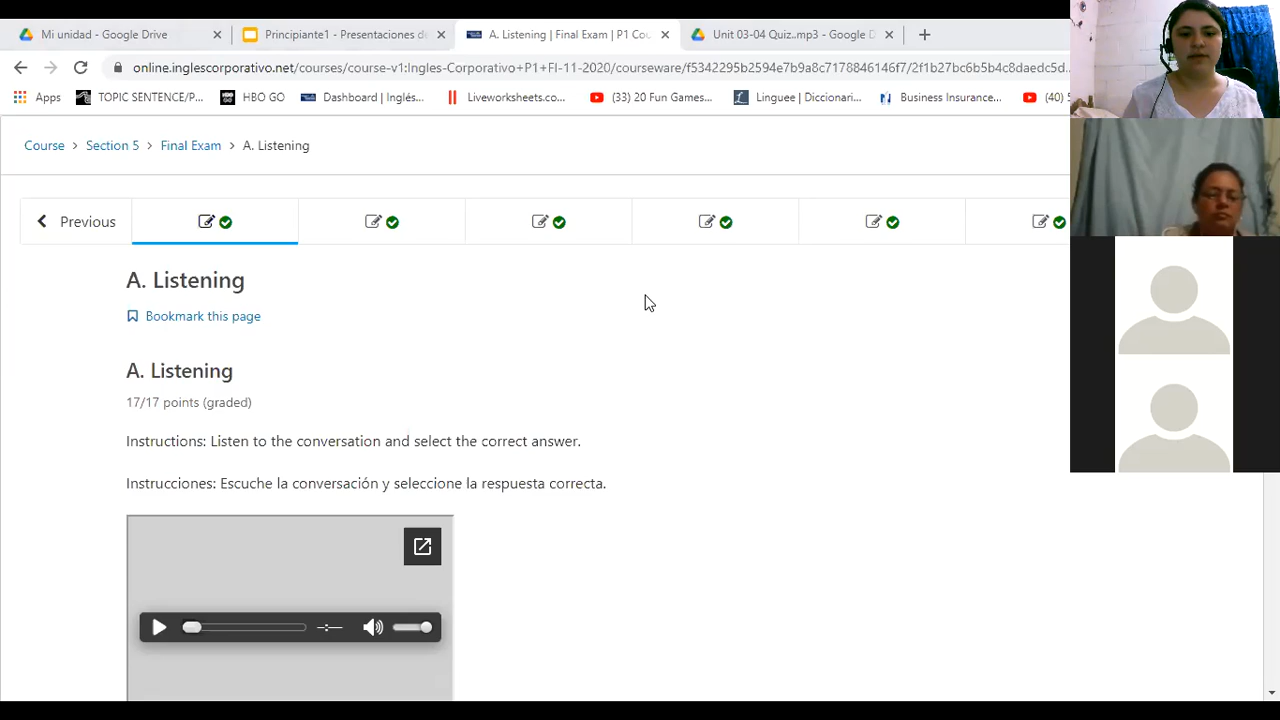 Mi unidad - Google Drive
Principiante1 - Presentaciones de
A. Listening | Final Exam | P1 Cou
Unit 03-04 Quiz..mp3 - Google D
online.inglescorporativo.net/courses/course-v1:Ingles-Corporativo+P1+FI-11-2020/courseware/f5342295b2594e7b9a8c7178846146f7/2f1b27bc6b5b4c8daedc5d...
Apps
TOPIC SENTENCE/P...
HBO GO
Dashboard | Inglés...
Liveworksheets.co...
(33) 20 Fun Games...
Linguee | Diccionari...
Business Insurance...
(40)
Course > Section 5 > Final Exam > A. Listening
Previous
A. Listening
Bookmark this page
A. Listening
17/17 points (graded)
Instructions: Listen to the conversation and select the correct answer.
Instrucciones: Escuche la conversación y seleccione la respuesta correcta.
-:--